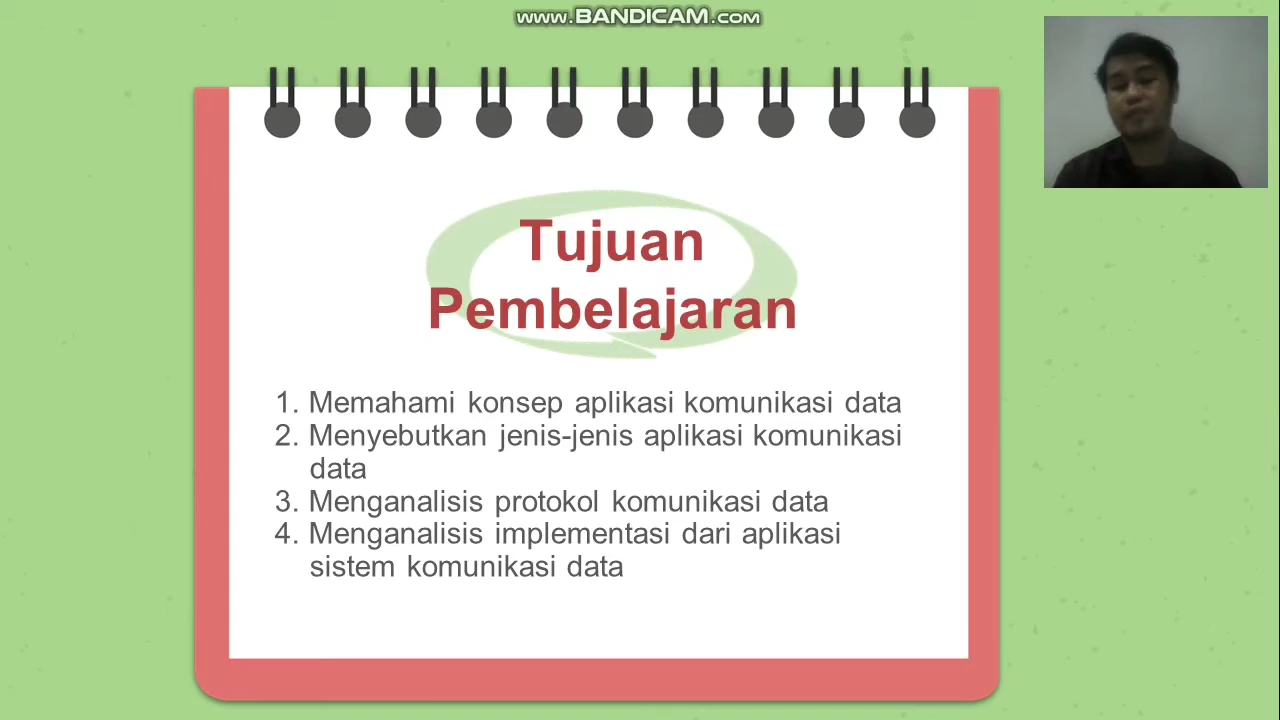 www.BANDICAM.com
Tujuan
Pembelajaran
1. Memahami konsep aplikasi komunikasi data
2. Menyebutkan jenis-jenis aplikasi komunikasi
data
3. Menganalisis protokol komunikasi data
4. Menganalisis implementasi dari aplikasi
sistem komunikasi data